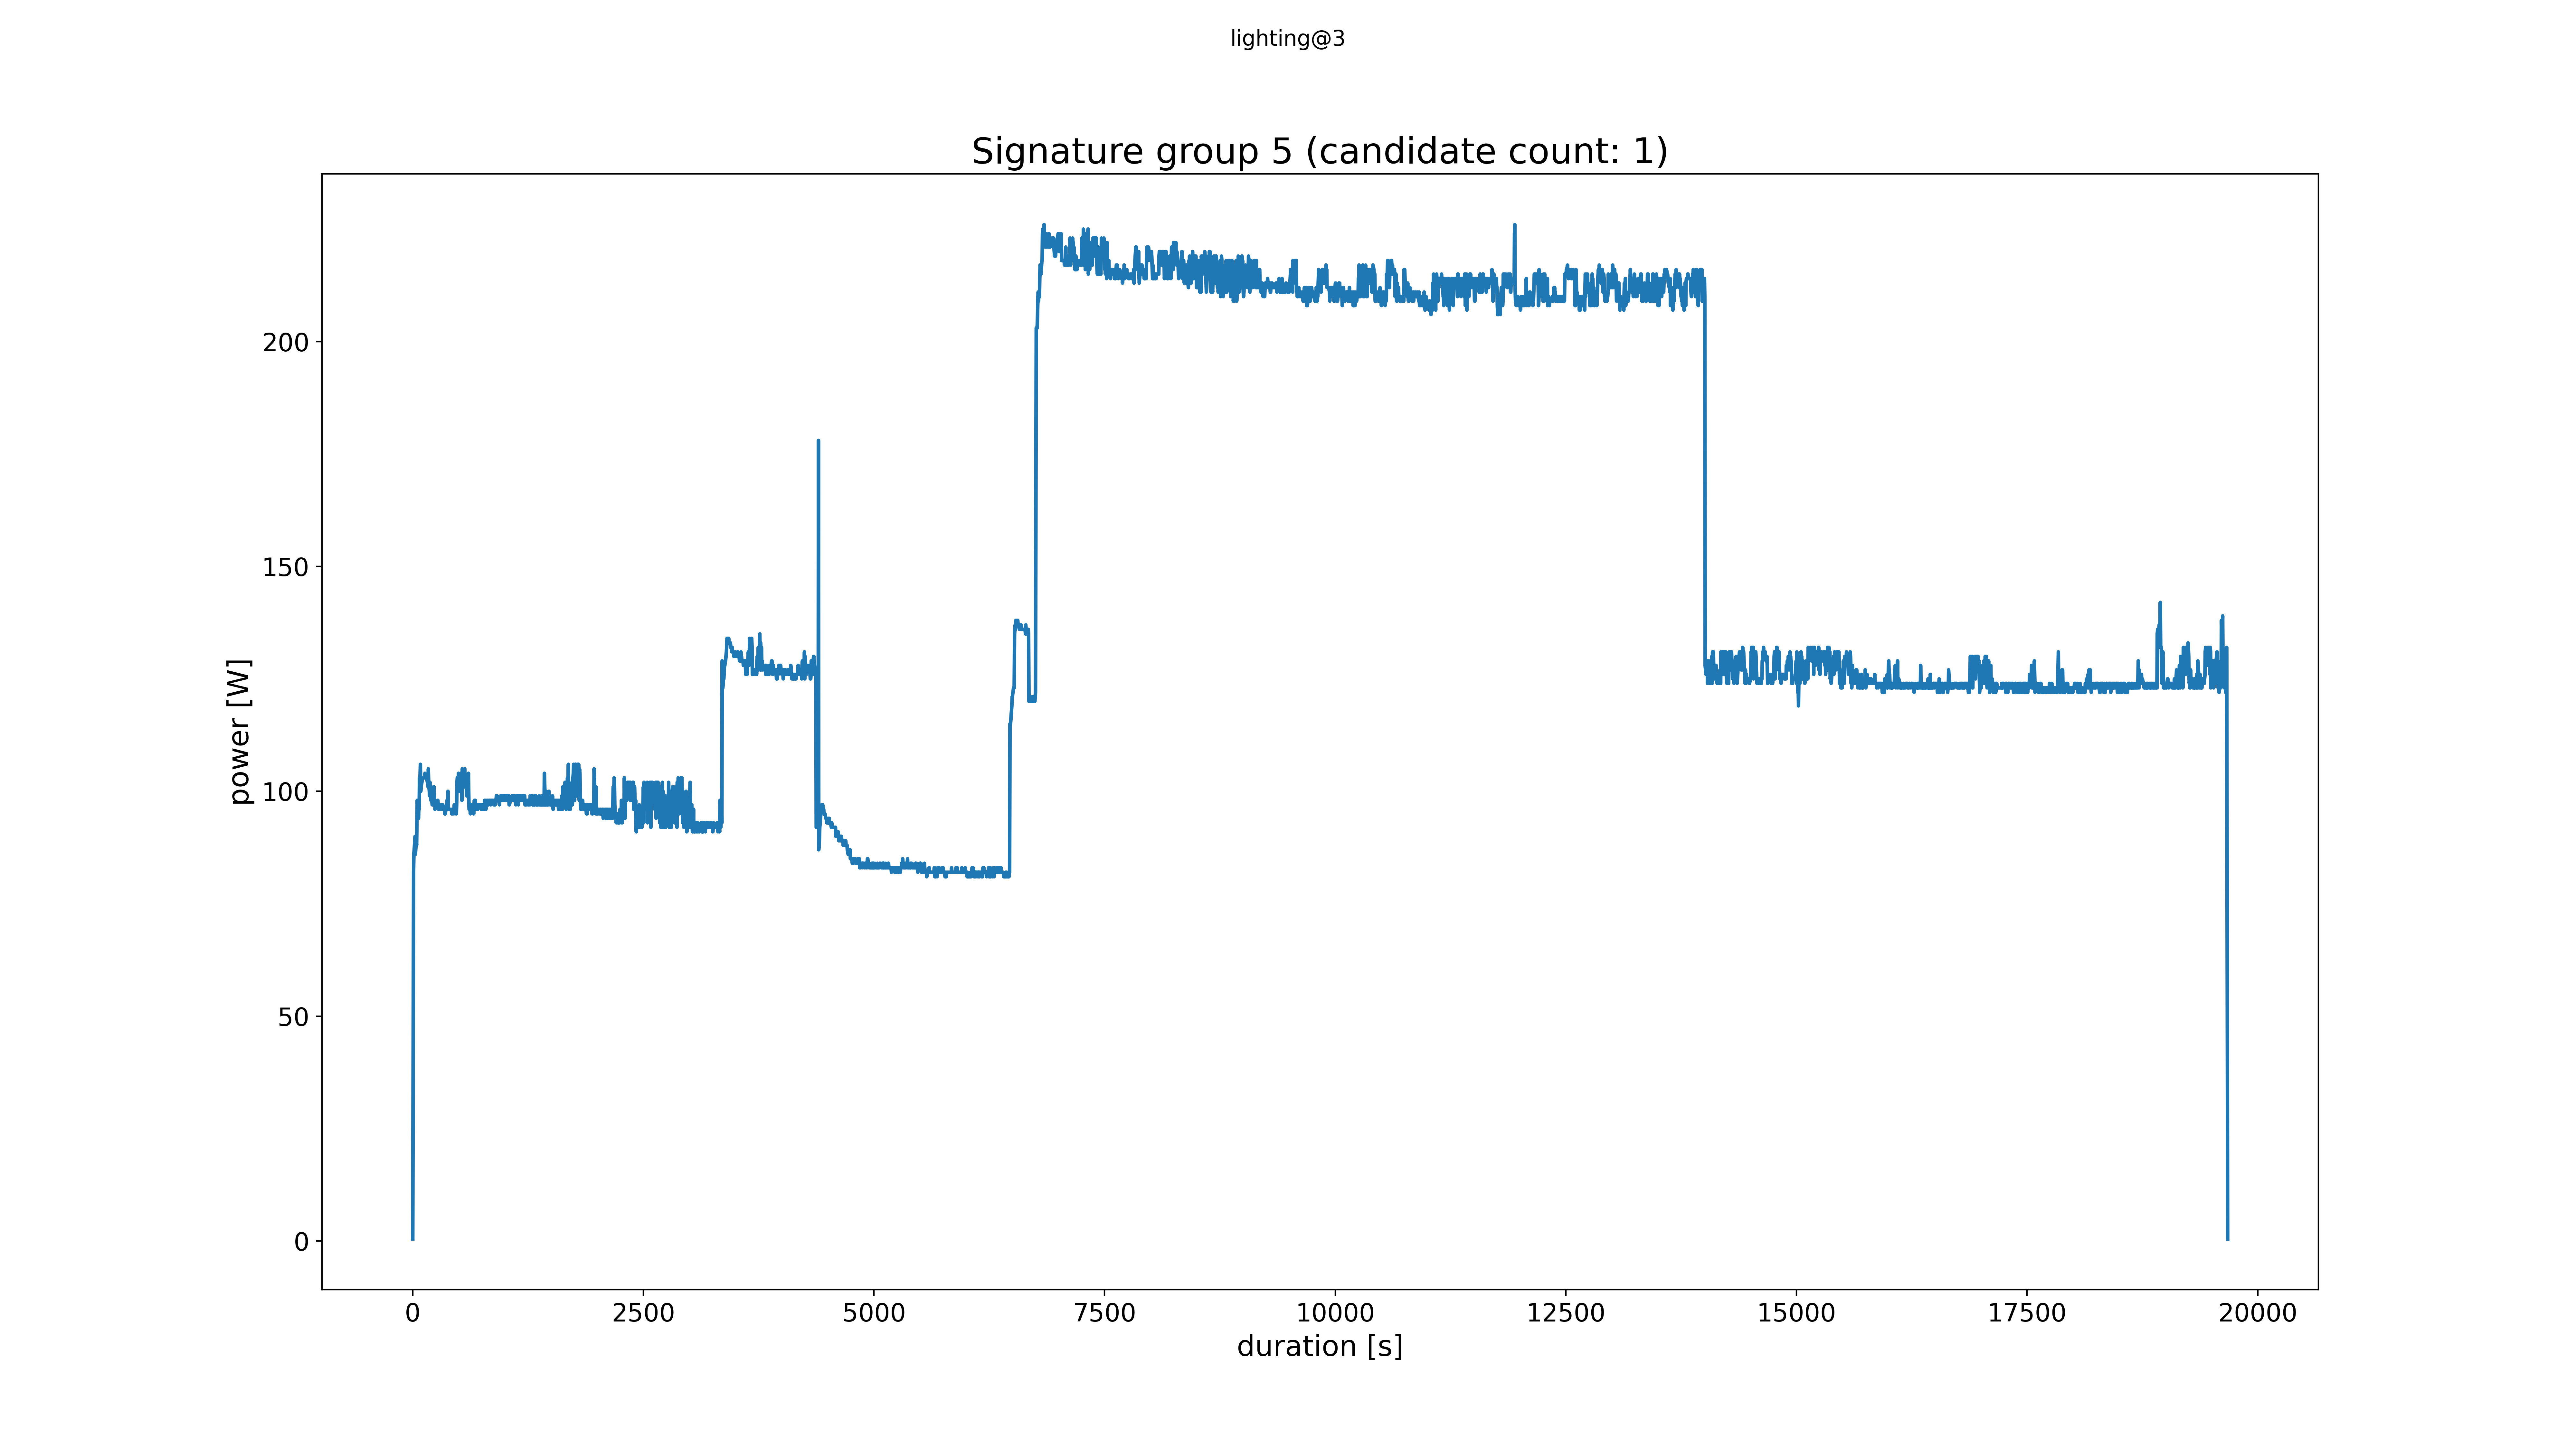 lighting@3
Signature group 5 (candidate count: 1)
power [W]
200
150
100
50
0
0 2500 5000 7500 10000 12500 15000 17500 20000
duration [s]